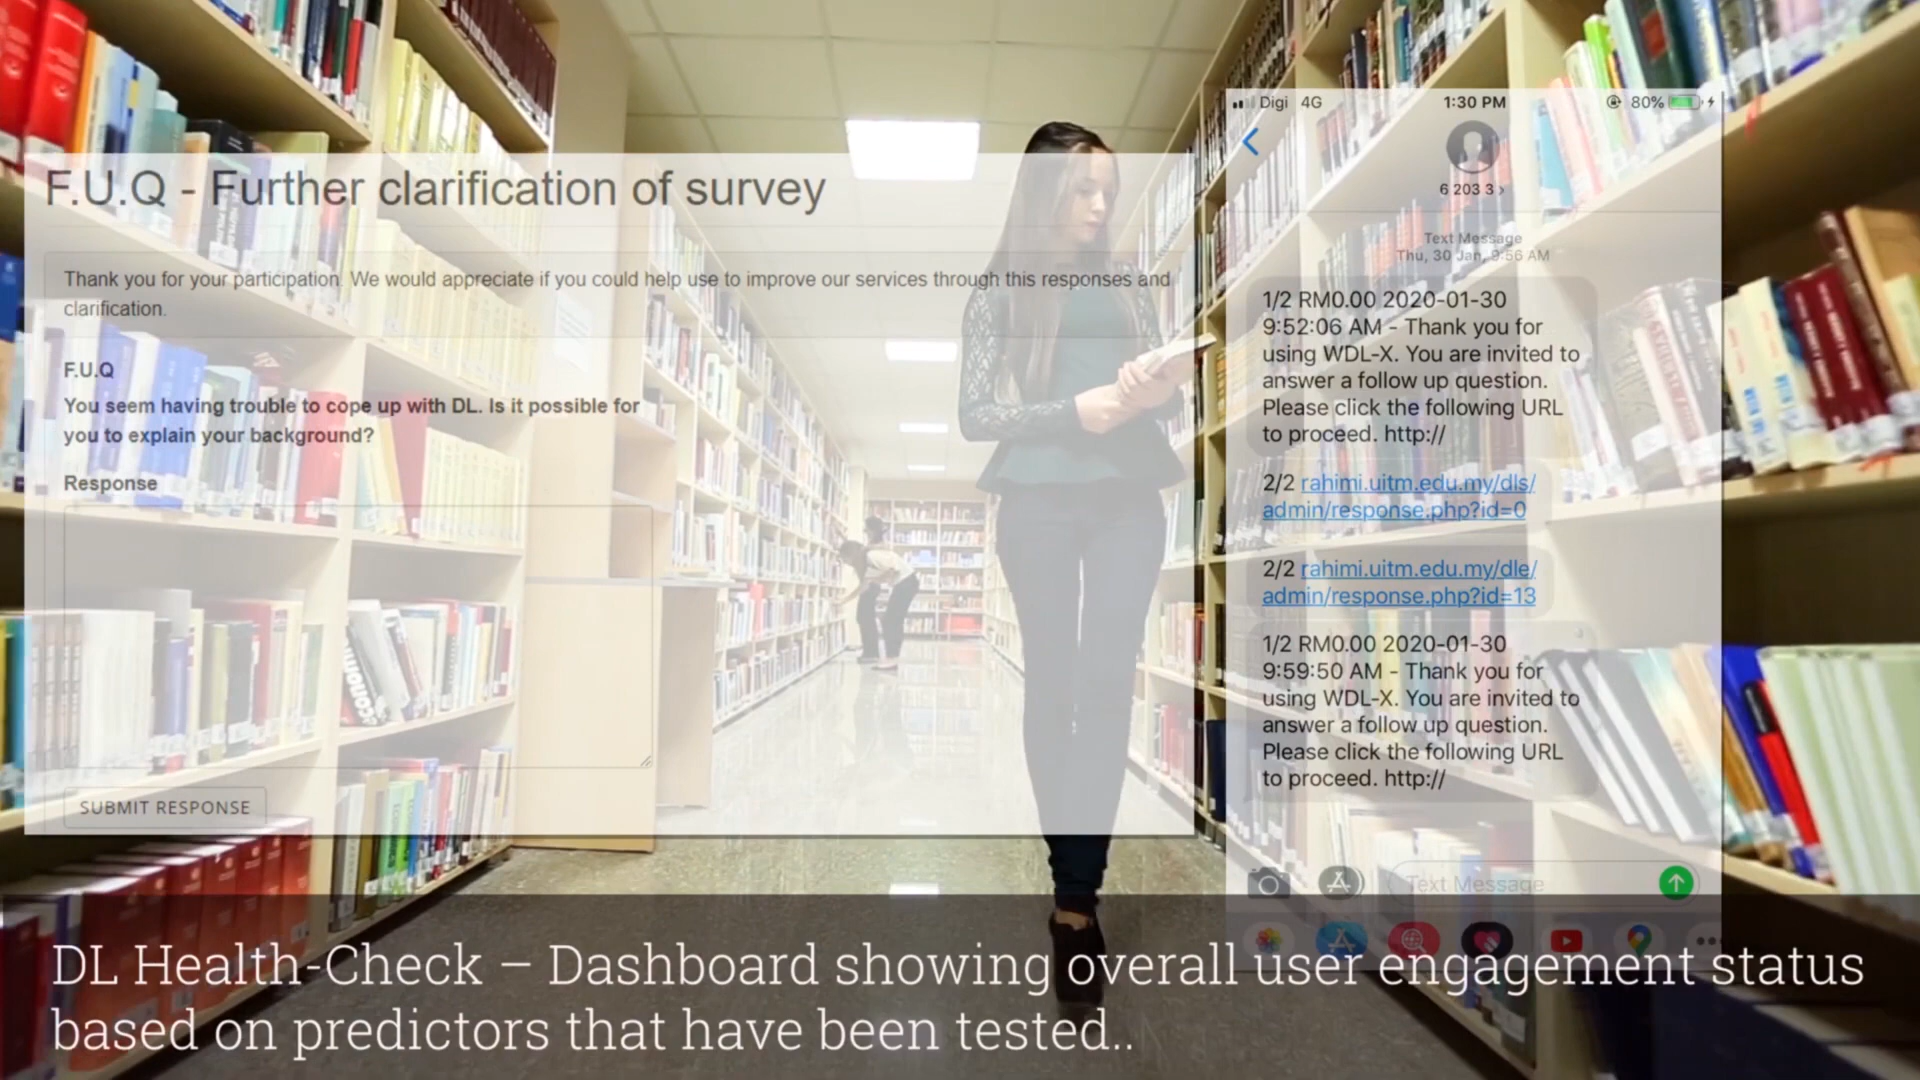 F.U.Q - Further clarification of survey
Thank you for your participation. We would appreciate if you could help use to improve our services through this responses and
clarification.
F.U.Q
You seem having trouble to cope up with DL. Is it possible for
you to explain your background?
Response
SUBMIT RESPONSE
Digi 4G 1:30 PM 80%
6 203 3 >
Text Message
Thu, 30 Jan, 9:56 AM
1/2 RM0.00 2020-01-30
9:52:06 AM - Thank you for
using WDL-X. You are invited to
answer a follow up question.
Please click the following URL
to proceed. http://
2/2 rahimi.uitm.edu.my/dls/
admin/response.php?id=0
2/2 rahimi.uitm.edu.my/dle/
admin/response.php?id=13
1/2 RM0.00 2020-01-30
9:59:50 AM - Thank you for
using WDL-X. You are invited to
answer a follow up question.
Please click the following URL
to proceed. http://
Text Message
DL Health-Check – Dashboard showing overall user engagement status
based on predictors that have been tested..